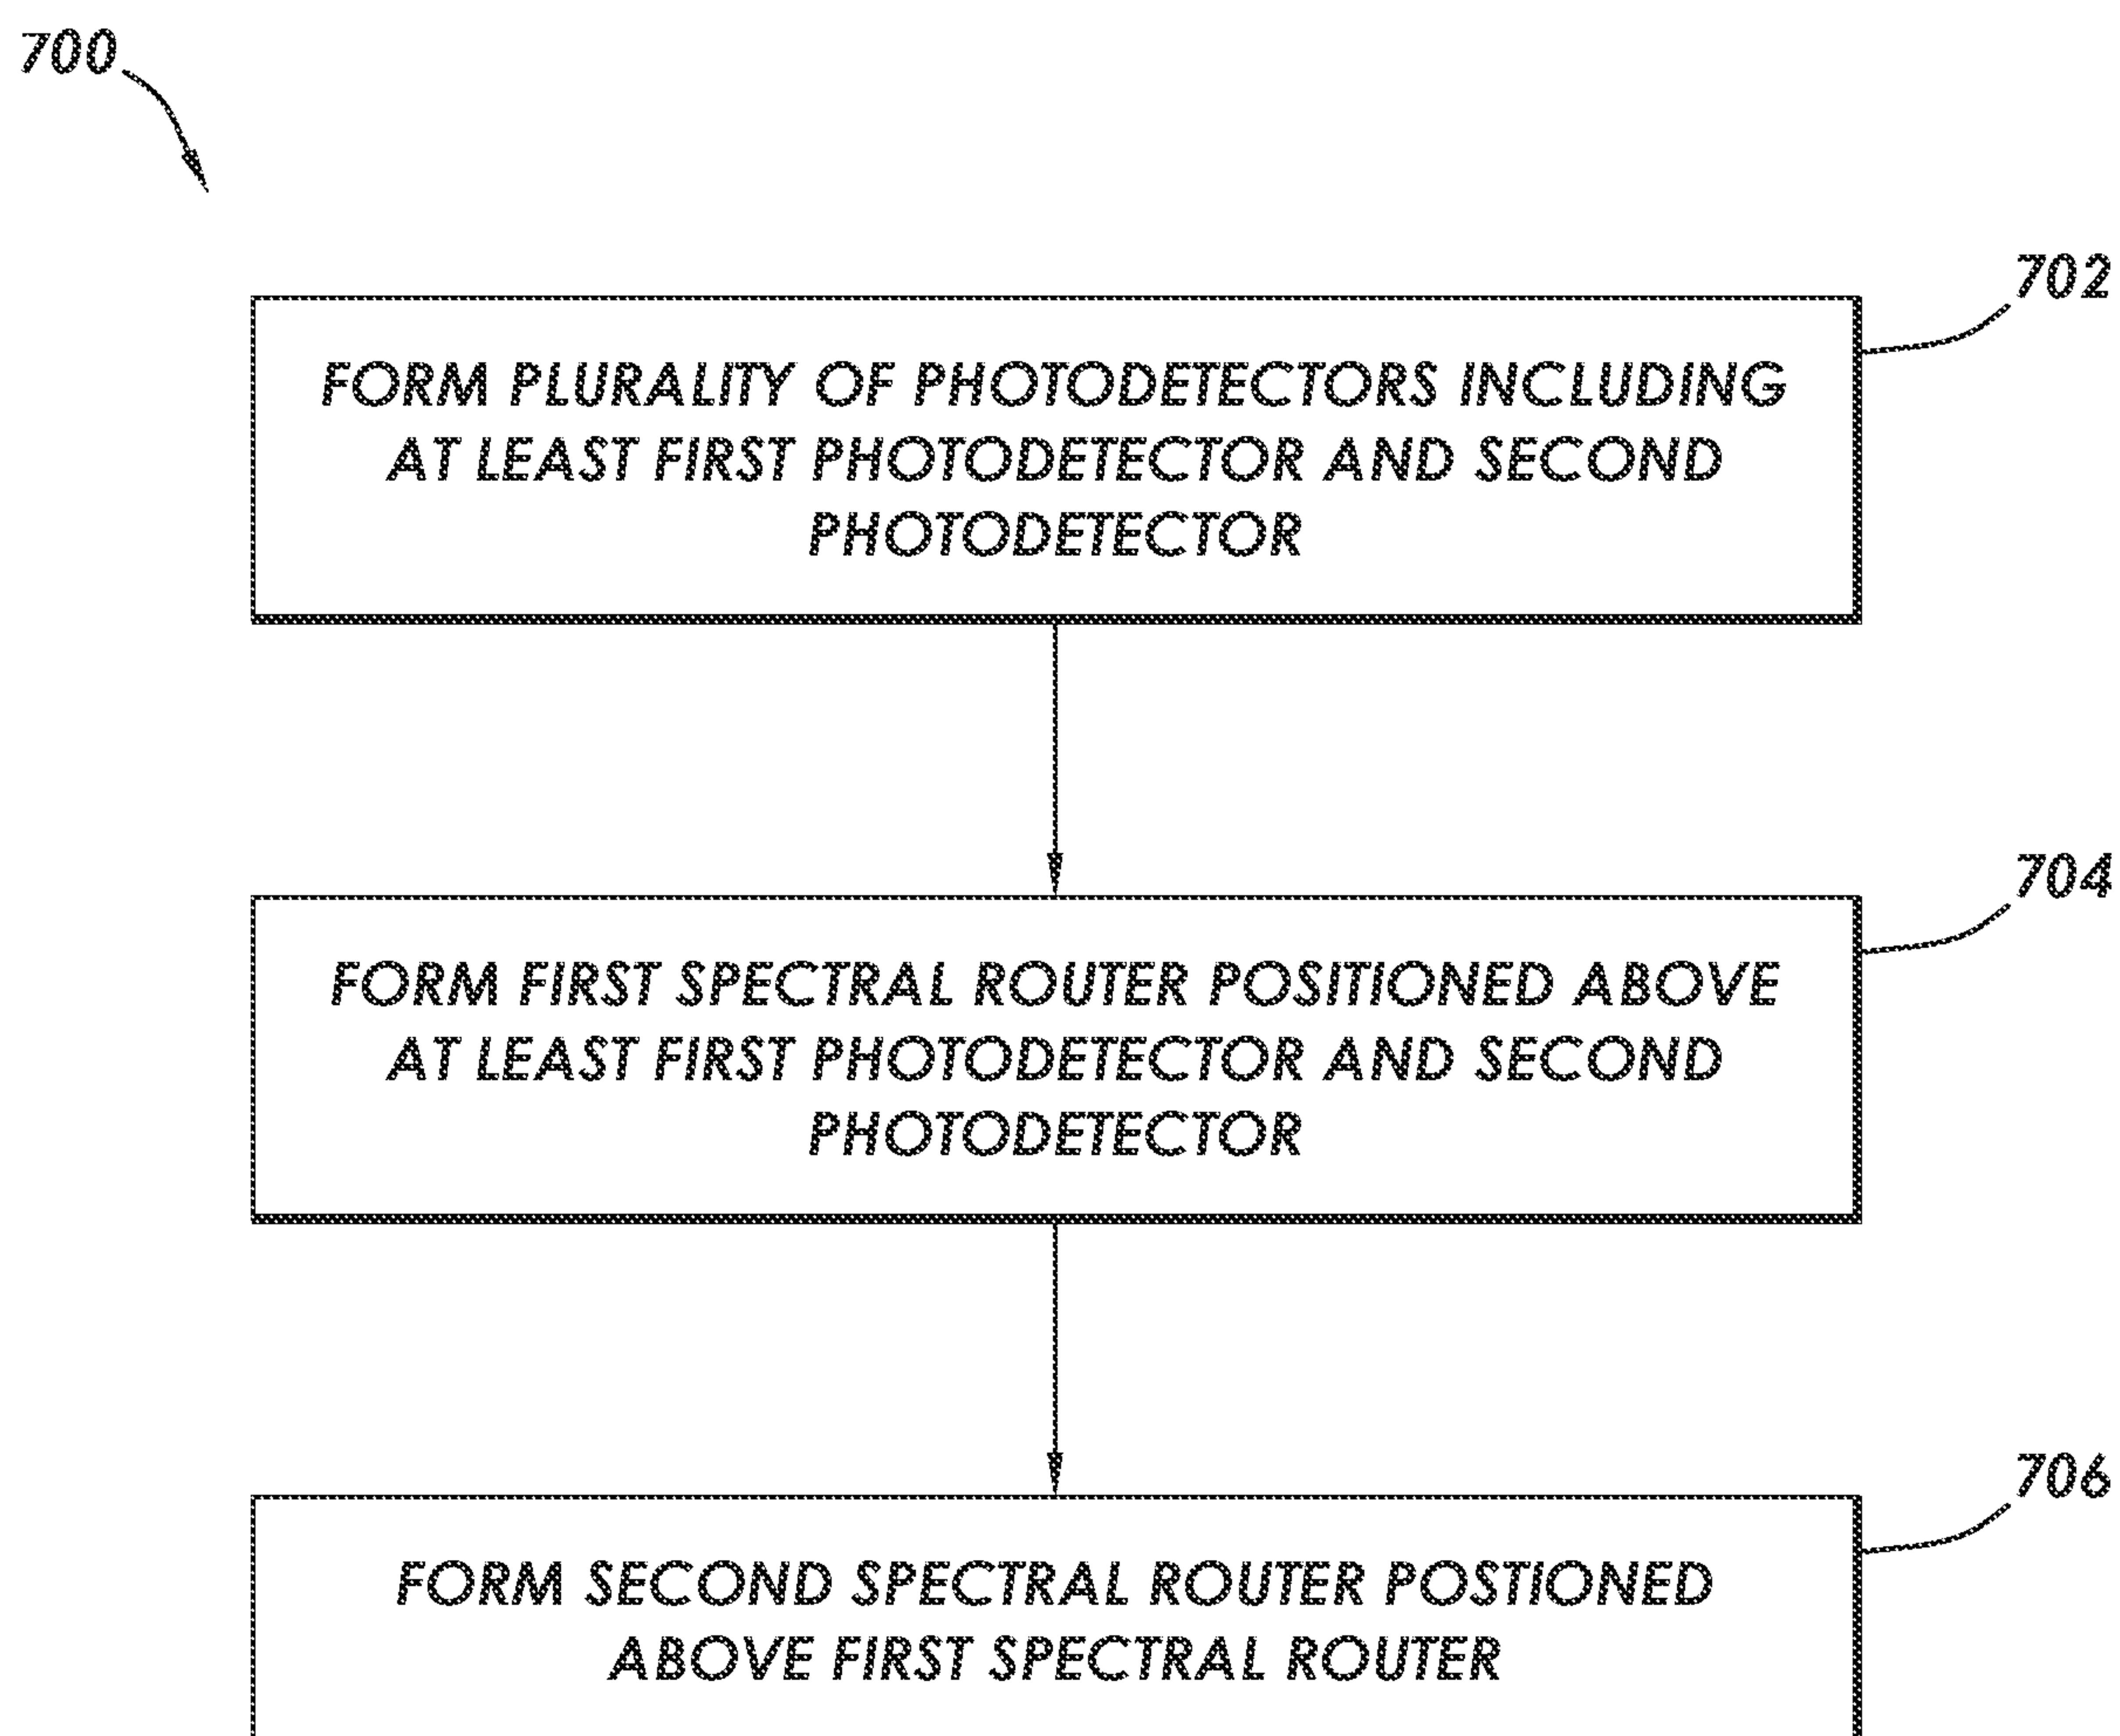 700
702
FORM PLURALITY OF PHOTODETECTORS INCLUDING
AT LEAST FIRST PHOTODETECTOR AND SECOND
PHOTODETECTOR
704
FORM FIRST SPECTRAL ROUTER POSITIONED ABOVE
AT LEAST FIRST PHOTODETECTOR AND SECOND
PHOTODETECTOR
706
FORM SECOND SPECTRAL ROUTER POSTIONED
ABOVE FIRST SPECTRAL ROUTER